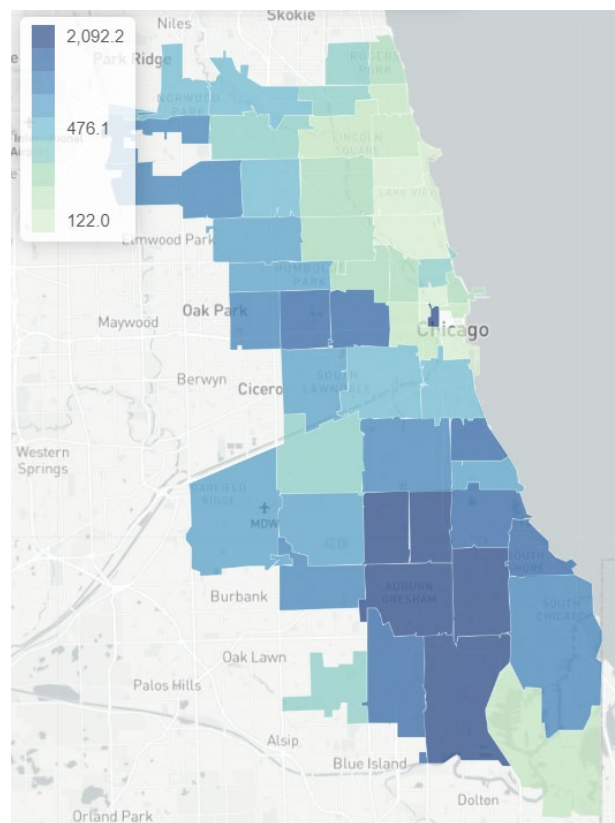 Skokie
Niles
2,092.2
Park Ridge
ROGERS
PARK
NORWOOD
PARK
476.1
International
Airport
LINCOLN
SQUARE
LAKE VIEW
122.0
Elmwood Park
HUMBOLDT
PARK
Oak Park
Maywood
Chicago
Berwyn
Cicero
SOUTH
LAWNDALE
Western
Springs
GARFIELD
RIDGE
MDW
SOUTH
SHORE
Burbank
AUBURN
GRESHAM
SOUTH
CHICAGO
Oak Lawn
Palos Hills
Alsip
Blue Island
Dolton
Orland Park